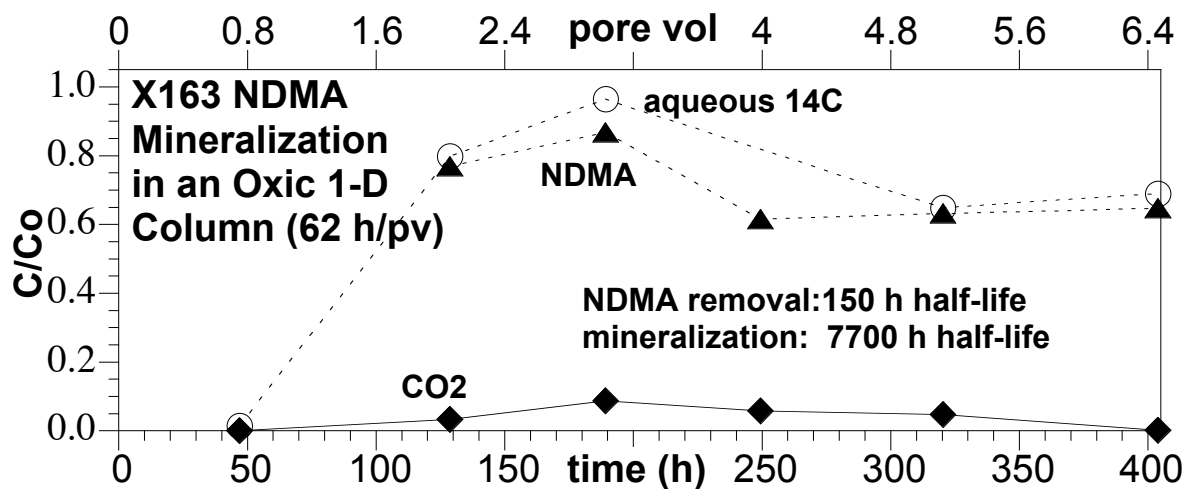 0 0.8 1.6 2.4 pore vol 4 4.8 5.6 6.4
X163 NDMA
Mineralization
in an Oxic 1-D
Column (62 h/pv)
aqueous 14C
NDMA
C/Co
1.0
0.8
0.6
0.4
0.2
0.0
NDMA removal:150 h half-life
mineralization: 7700 h half-life
CO2
0 50 100 150 time (h) 250 300 350 400